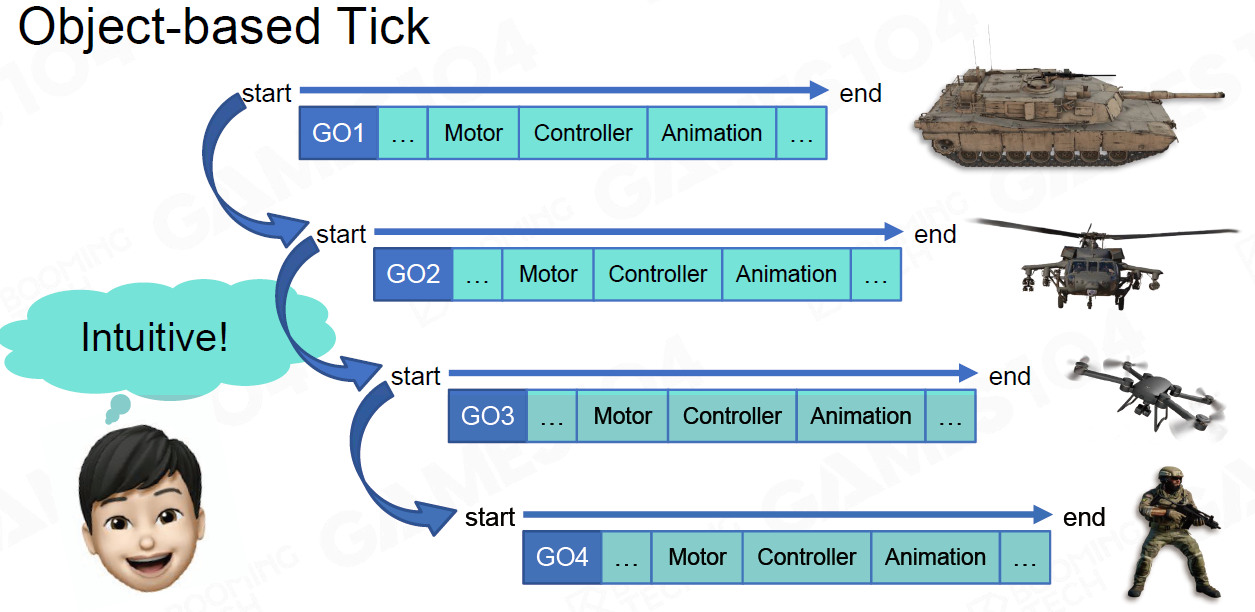 Object-based Tick
start
end
GO1 … Motor Controller Animation …
start
end
GO2 … Motor Controller Animation …
Intuitive!
start
end
GO3 … Motor Controller Animation …
start
end
GO4 … Motor Controller Animation …
GAMES104
BOOMING TECH